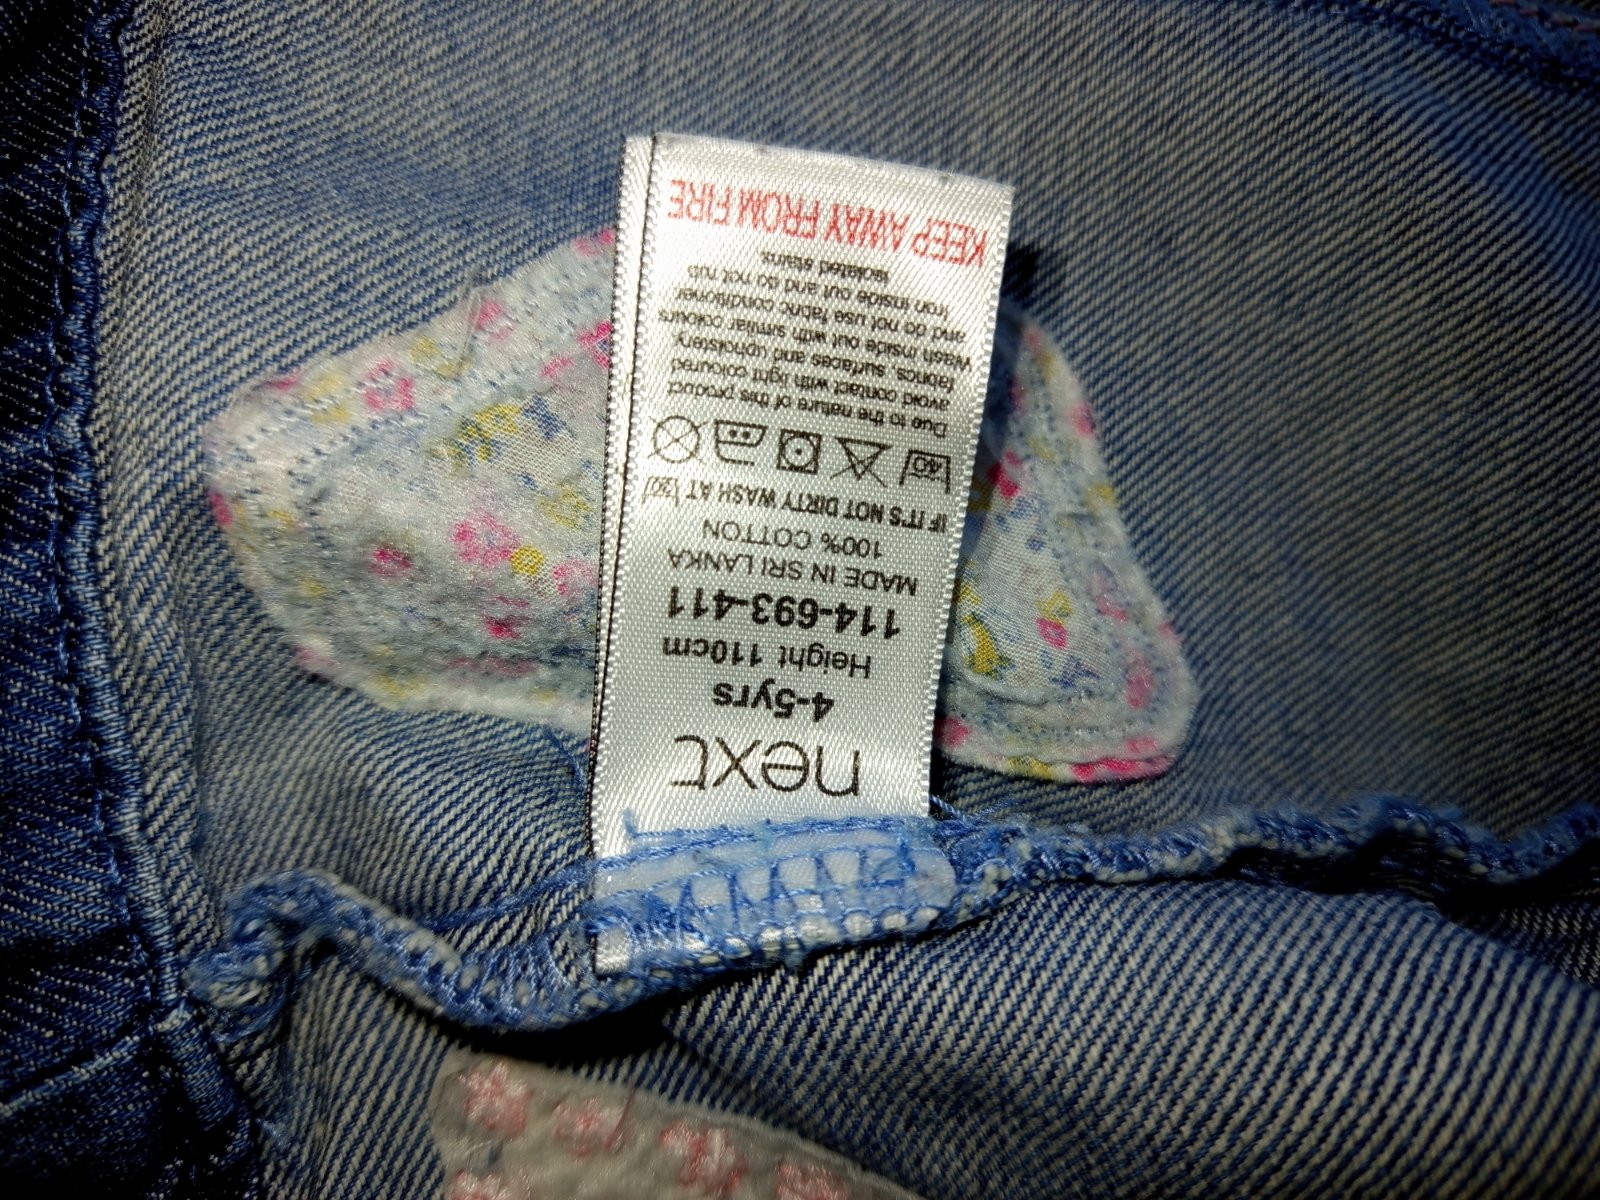 next
4-5yrs
Height 110cm
114-693-411
MADE IN SRI LANKA
100% COTTON
IF IT'S NOT DIRTY WASH AT 30
40
Due to the nature of this product
avoid contact with light coloured
fabrics, surfaces and upholstery.
Wash inside out with similar colours
and do not use fabric conditioner
Iron inside out and do not rub
isolated stains
KEEP AWAY FROM FIRE